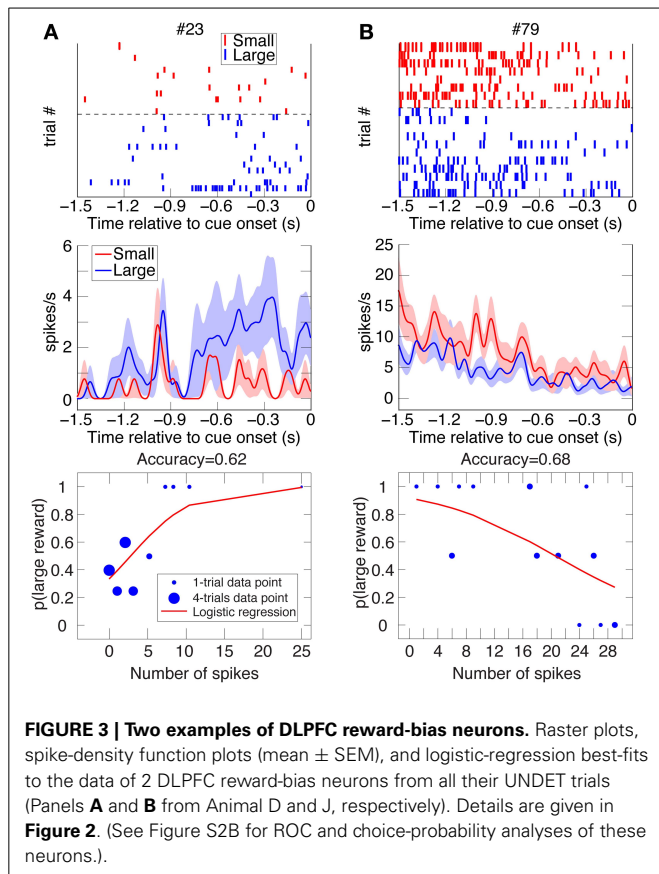 A
#23
Small
Large
trial #
−1.5 −1.2 −0.9 −0.6 −0.3 0
Time relative to cue onset (s)
6
4
2
0
spikes/s
Small
Large
−1.5 −1.2 −0.9 −0.6 −0.3 0
Time relative to cue onset (s)
Accuracy=0.62
1
0.8
0.6
0.4
0.2
0
p(large reward)
1-trial data point
4-trials data point
Logistic regression
0 5 10 15 20 25
Number of spikes
B
#79
trial #
−1.5 −1.2 −0.9 −0.6 −0.3 0
Time relative to cue onset (s)
25
20
15
10
5
0
spikes/s
−1.5 −1.2 −0.9 −0.6 −0.3 0
Time relative to cue onset (s)
Accuracy=0.68
1
0.8
0.6
0.4
0.2
0
p(large reward)
0 4 8 12 16 20 24 28
Number of spikes
FIGURE 3 | Two examples of DLPFC reward-bias neurons. Raster plots,
spike-density function plots (mean ± SEM), and logistic-regression best-fits
to the data of 2 DLPFC reward-bias neurons from all their UNDET trials
(Panels A and B from Animal D and J, respectively). Details are given in
Figure 2. (See Figure S2B for ROC and choice-probability analyses of these
neurons.).